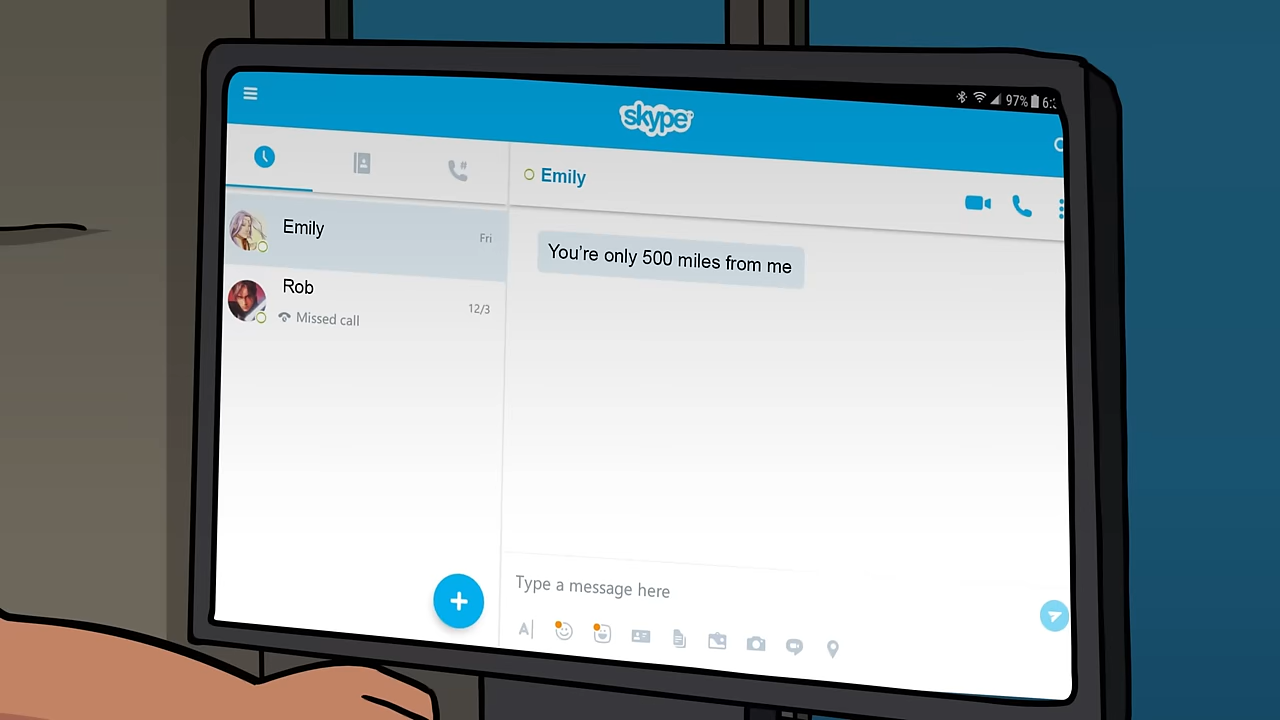 97% 6:
skype
Emily
Emily
Fri
You're only 500 miles from me
Rob
12/3
Missed call
Type a message here
A